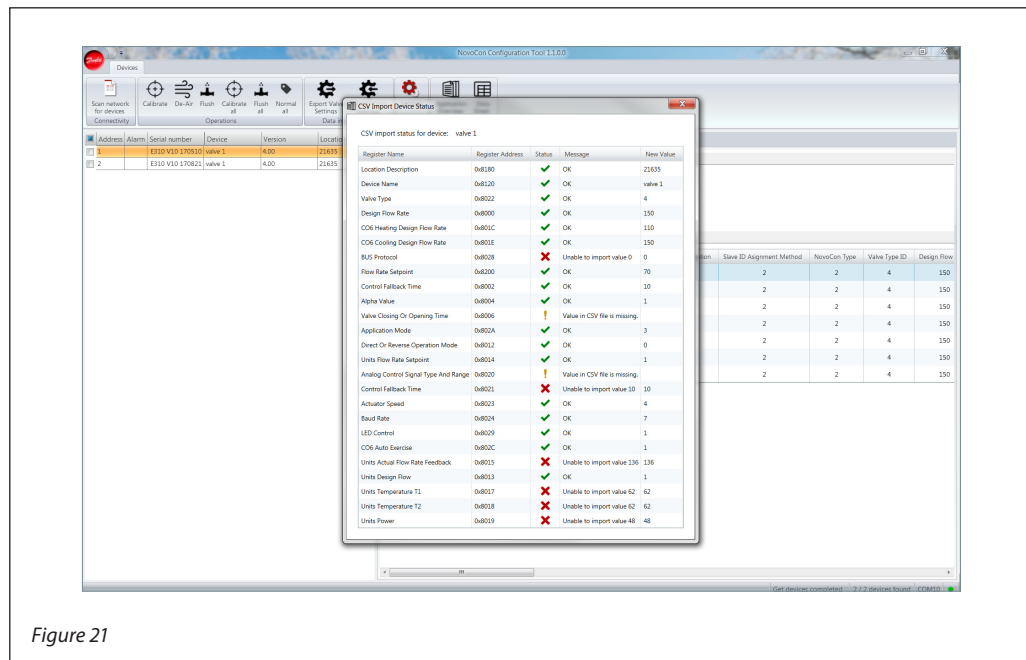 NovoCon Configuration Tool 1.1.0.0
Danfoss
Devices
Scan network for devices
Calibrate De-Air Flush Calibrate all Flush all Normal all
Connectivity Operations
Address Alarm Serial number Device Version
1 E310 V10 170510 valve 1 4.00 21635
2 E310 V10 170821 valve 1 4.00 21635
CSV Import Device Status
CSV import status for device: valve 1
Register Name Register Address Status Message New Value
Location Description 0x8180 OK 21635
Device Name 0x8120 OK valve 1
Valve Type 0x8022 OK 4
Design Flow Rate 0x8000 OK 150
CO6 Heating Design Flow Rate 0x801C OK 110
CO6 Cooling Design Flow Rate 0x801E OK 150
BUS Protocol 0x8028 Unable to import value 0 0
Flow Rate Setpoint 0x8200 OK 70
Control Fallback Time 0x8002 OK 10
Alpha Value 0x8004 OK 1
Valve Closing Or Opening Time 0x8006 Value in CSV file is missing.
Application Mode 0x802A OK 3
Direct Or Reverse Operation Mode 0x8012 OK 0
Units Flow Rate Setpoint 0x8014 OK 1
Analog Control Signal Type And Range 0x8020 Value in CSV file is missing.
Control Fallback Time 0x8021 Unable to import value 10 10
Actuator Speed 0x8023 OK 4
Baud Rate 0x8024 OK 7
LED Control 0x8029 OK 1
CO6 Auto Exercise 0x802C OK 1
Units Actual Flow Rate Feedback 0x8015 Unable to import value 136 136
Units Design Flow 0x8013 OK 1
Units Temperature T1 0x8017 Unable to import value 62 62
Units Temperature T2 0x8018 Unable to import value 62 62
Units Power 0x8019 Unable to import value 48 48
Slave ID Asignment Method NovoCon Type Valve Type ID Design Flow
2 2 4 150
2 2 4 150
2 2 4 150
2 2 4 150
2 2 4 150
2 2 4 150
2 2 4 150
Get devices completed 2 / 2 devices found COM10
Figure 21